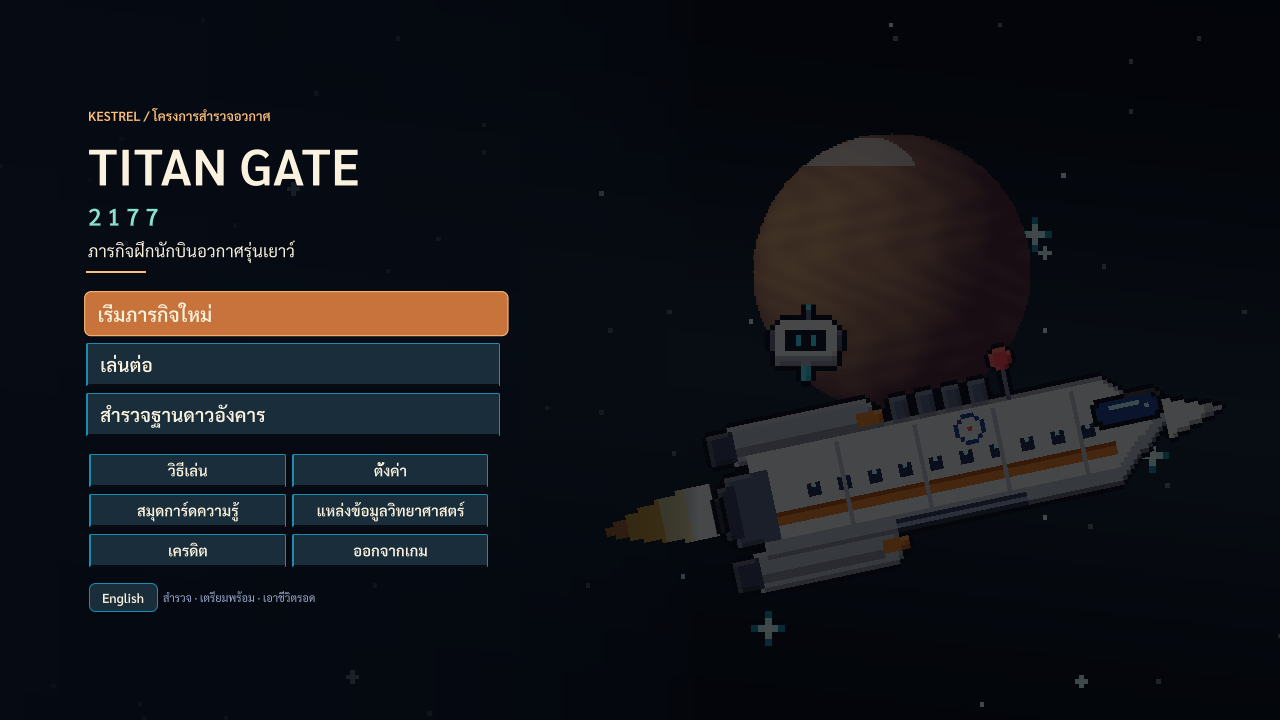 KESTREL / โครงการสำรวจอวกาศ
TITAN GATE
2177
ภารกิจฝึกนักบินอวกาศรุ่นเยาว์
เริ่มภารกิจใหม่
เล่นต่อ
สำรวจฐานดาวอังคาร
วิธีเล่น
ตั้งค่า
สมุดการ์ดความรู้
แหล่งข้อมูลวิทยาศาสตร์
เครดิต
ออกจากเกม
English
สำรวจ · เตรียมพร้อม · เอาชีวิตรอด